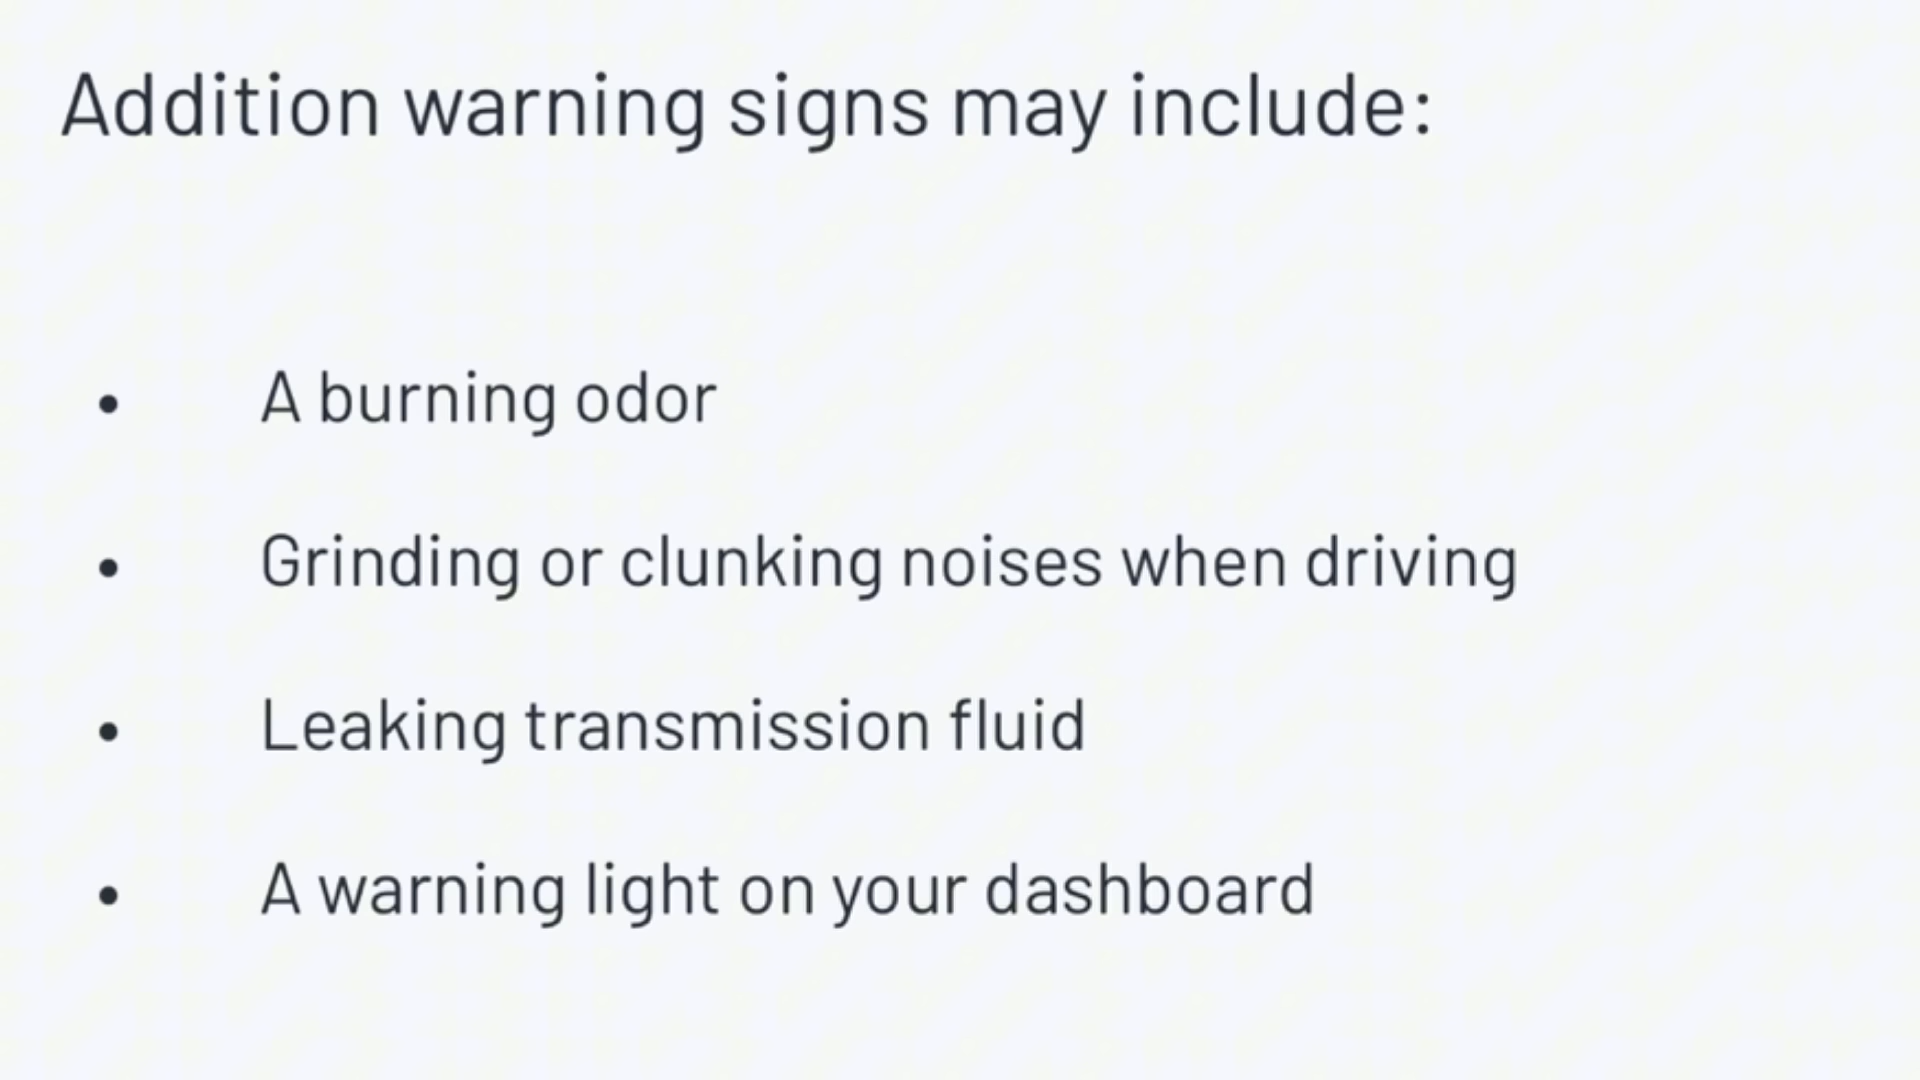 Addition warning signs may include:
• A burning odor
• Grinding or clunking noises when driving
• Leaking transmission fluid
• A warning light on your dashboard